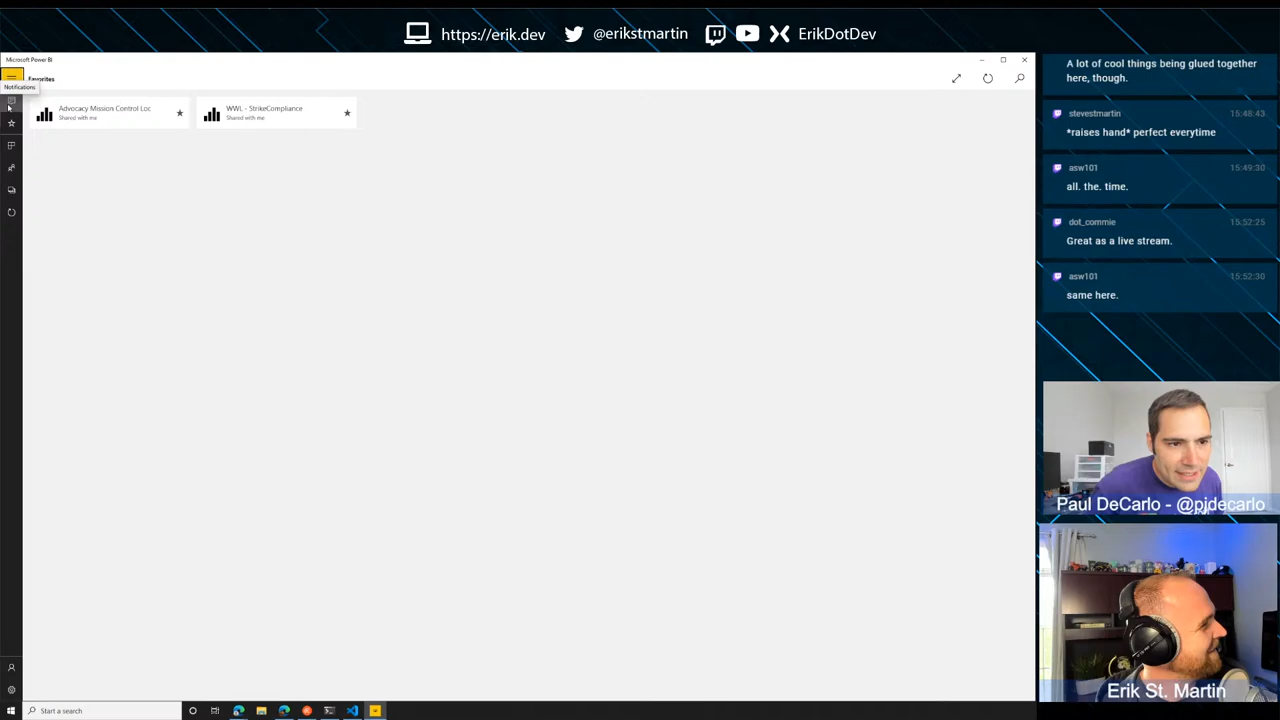 https://erik.dev @erikstmartin ErikDotDev
Microsoft Power BI
Favorites
Notifications
Advocacy Mission Control Loc
Shared with me
WWL - StrikeCompliance
Shared with me
A lot of cool things being glued together
here, though.
stevestmartin 15:48:43
*raises hand* perfect everytime
asw101 15:49:30
all. the. time.
dot_commie 15:52:25
Great as a live stream.
asw101 15:52:30
same here.
Paul DeCarlo - @pjdecarlo
Erik St. Martin
Start a search